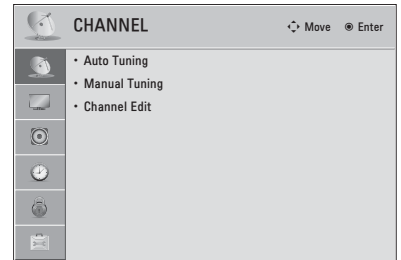 CHANNEL
Move Enter
• Auto Tuning
• Manual Tuning
• Channel Edit